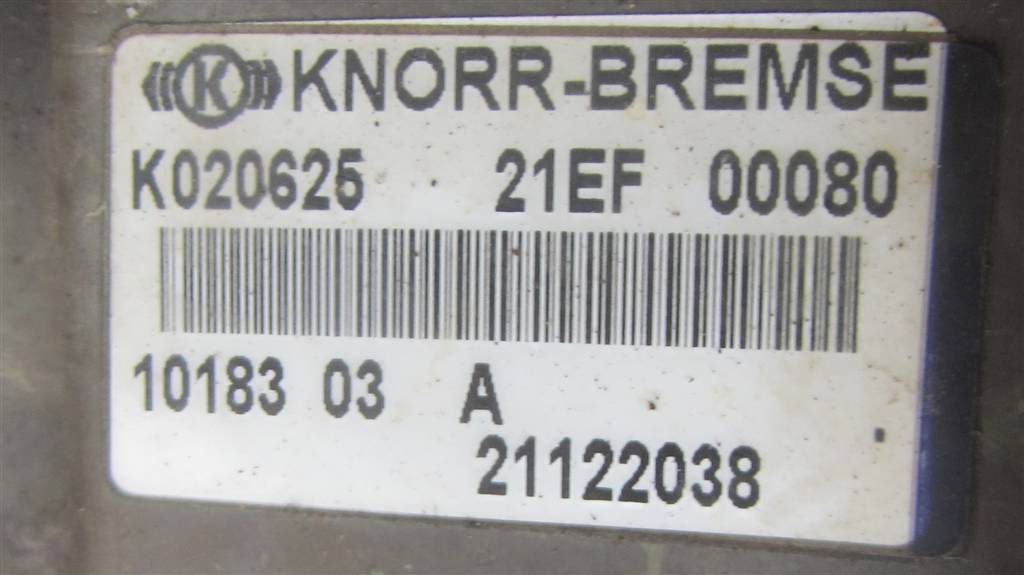 K KNORR-BREMSE
K020625 21EF 00080
10183 03 A
21122038